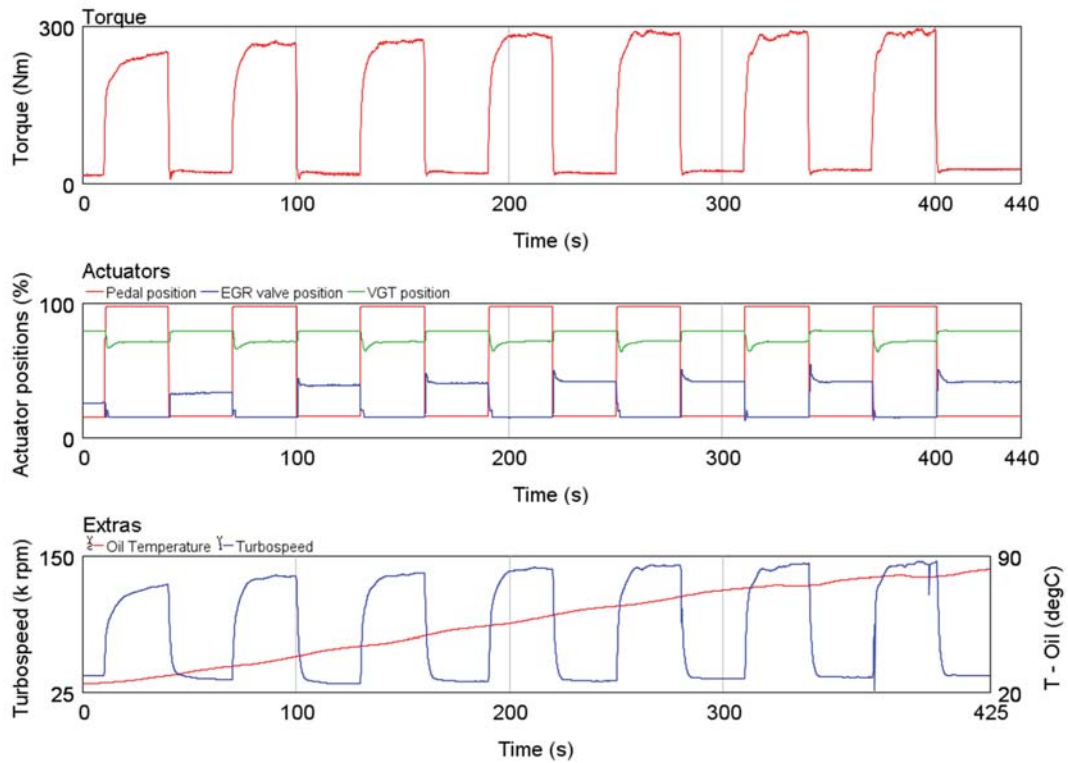 Torque
300
Torque (Nm)
0
0 100 200 300 400 440
Time (s)
Actuators
Pedal position EGR valve position VGT position
100
Actuator positions (%)
0
0 100 200 300 400 440
Time (s)
Extras
Oil Temperature Turbospeed
150 90
Turbospeed (k rpm)
T - Oil (degC)
25 20
0 100 200 300 425
Time (s)